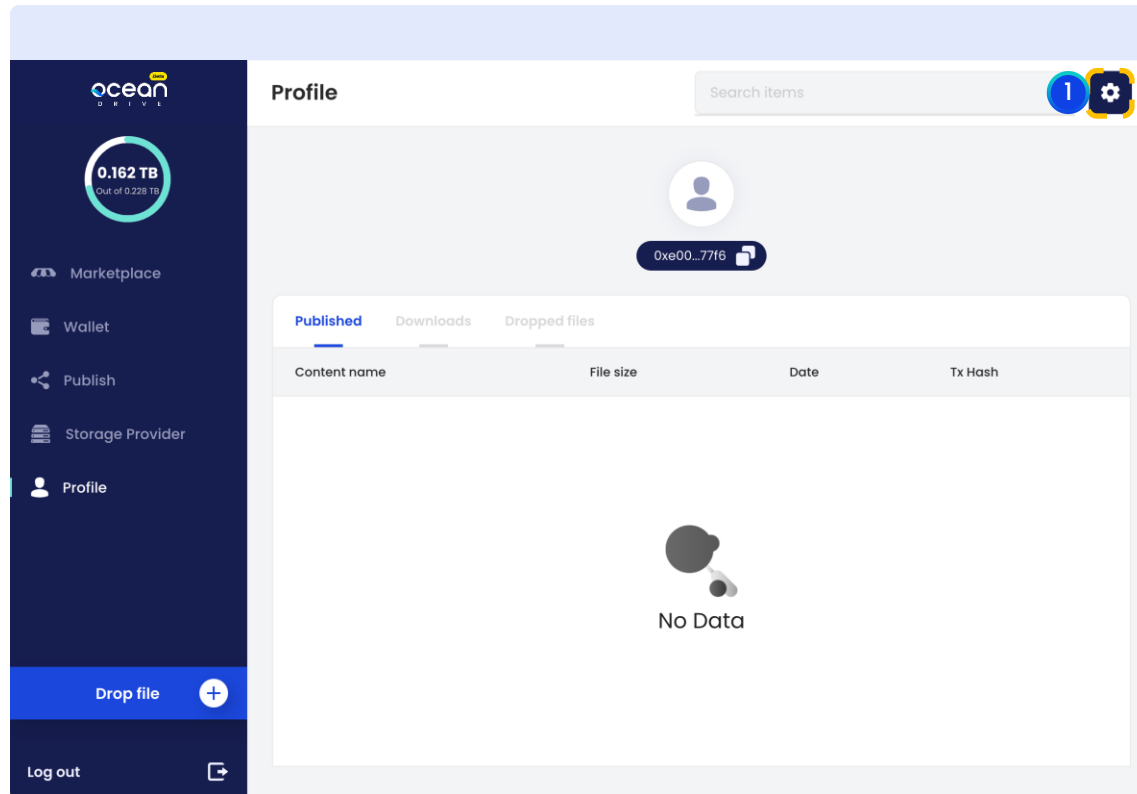 Beta
ocean
DRIVE
Profile
Search items
1
0.162 TB
Out of 0.228 TB
0xe00...77f6
Marketplace
Wallet
Publish
Storage Provider
Profile
Published Downloads Dropped files
Content name File size Date Tx Hash
No Data
Drop file
Log out